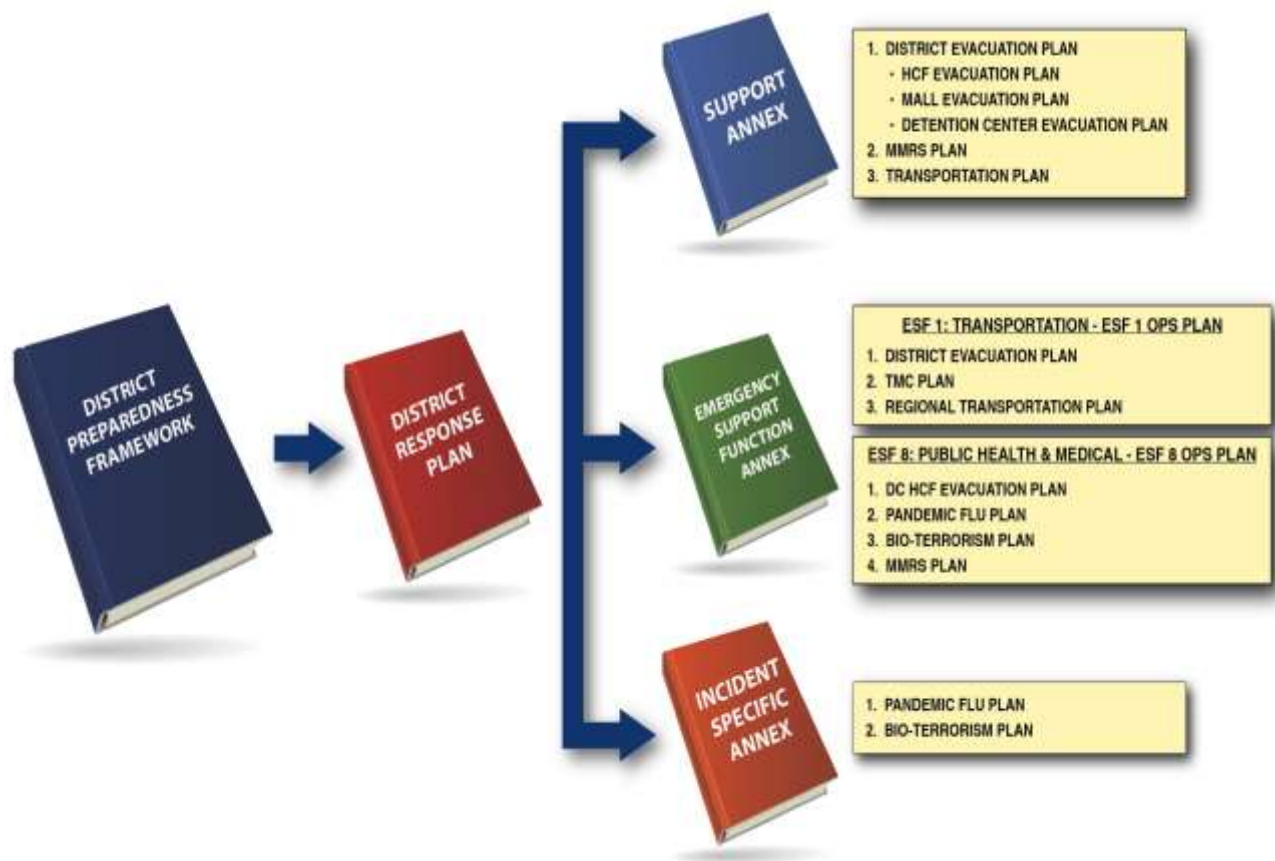 DISTRICT
PREPAREDNESS
FRAMEWORK
DISTRICT
RESPONSE
PLAN
SUPPORT
ANNEX
1. DISTRICT EVACUATION PLAN
• HCF EVACUATION PLAN
• MALL EVACUATION PLAN
• DETENTION CENTER EVACUATION PLAN
2. MMRS PLAN
3. TRANSPORTATION PLAN
EMERGENCY
SUPPORT
FUNCTION
ANNEX
ESF 1: TRANSPORTATION - ESF 1 OPS PLAN
1. DISTRICT EVACUATION PLAN
2. TMC PLAN
3. REGIONAL TRANSPORTATION PLAN
ESF 8: PUBLIC HEALTH & MEDICAL - ESF 8 OPS PLAN
1. DC HCF EVACUATION PLAN
2. PANDEMIC FLU PLAN
3. BIO-TERRORISM PLAN
4. MMRS PLAN
INCIDENT
SPECIFIC
ANNEX
1. PANDEMIC FLU PLAN
2. BIO-TERRORISM PLAN